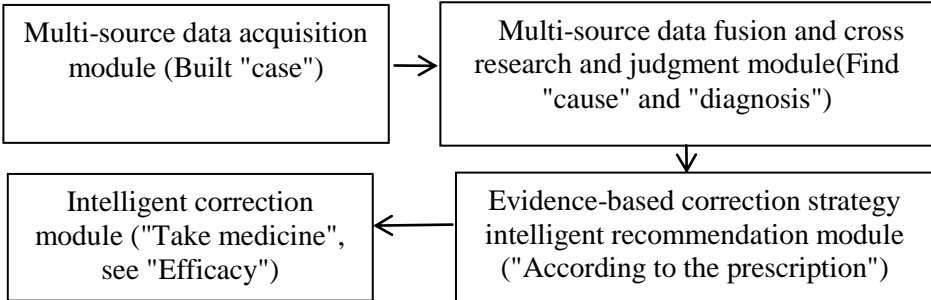 Multi-source data acquisition
module (Built "case")
Multi-source data fusion and cross
research and judgment module(Find
"cause" and "diagnosis")
Evidence-based correction strategy
intelligent recommendation module
("According to the prescription")
Intelligent correction
module ("Take medicine",
see "Efficacy")